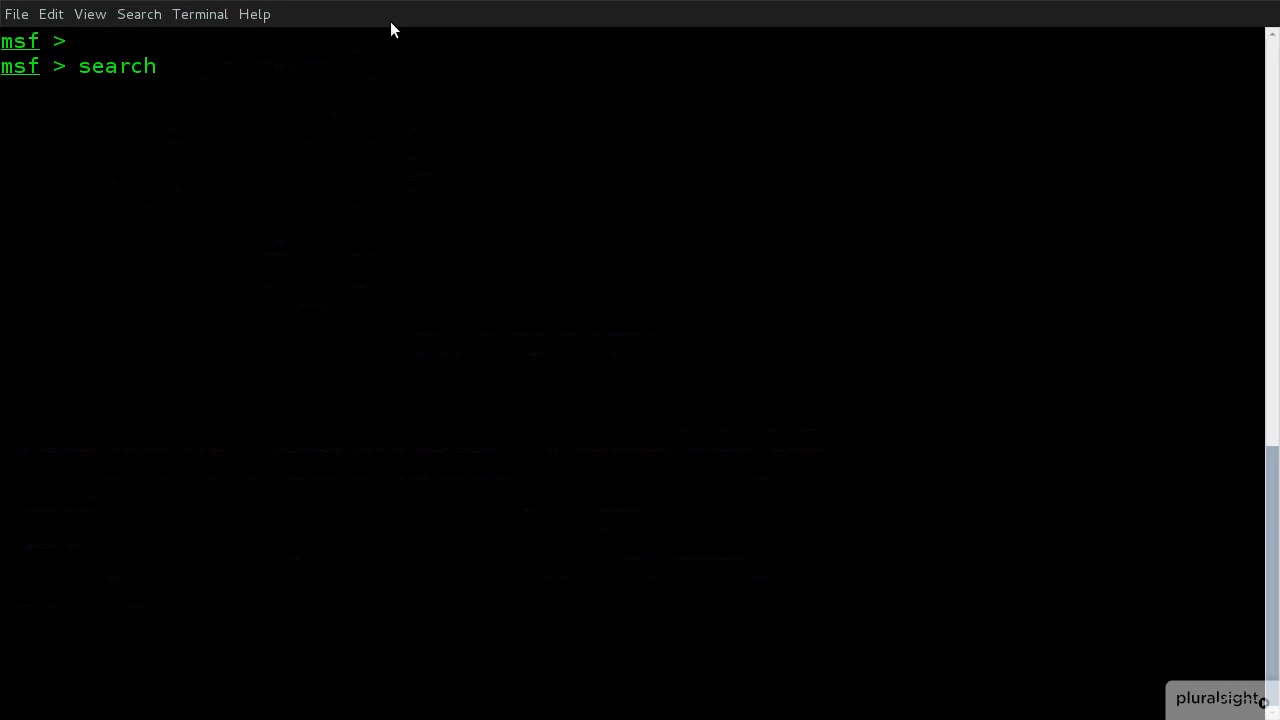 File Edit View Search Terminal Help
msf >
msf > search
pluralsight